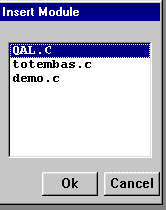 Insert Module
QAL.C
totembas.c
demo.c
Ok
Cancel